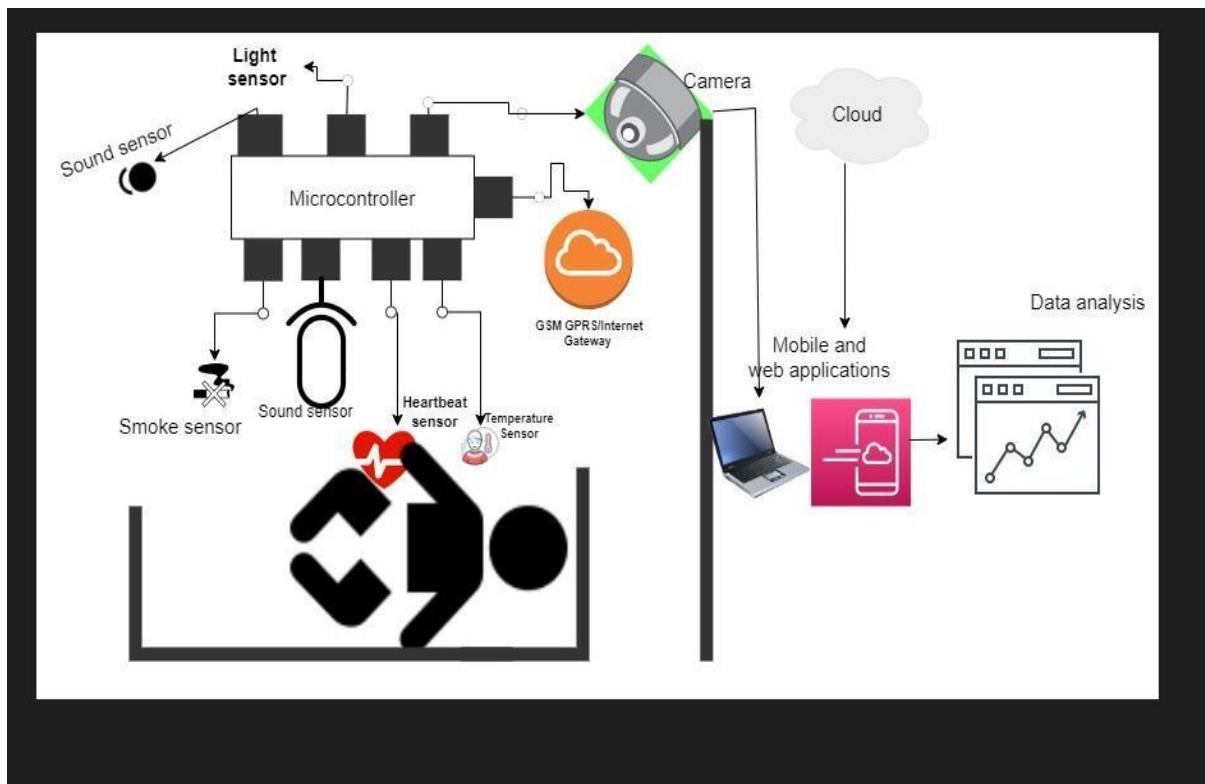 Light
sensor
Camera
Cloud
Sound sensor
Microcontroller
GSM GPRS/Internet
Gateway
Data analysis
Mobile and
web applications
Smoke sensor
Sound sensor
Heartbeat
sensor
Temperature
Sensor